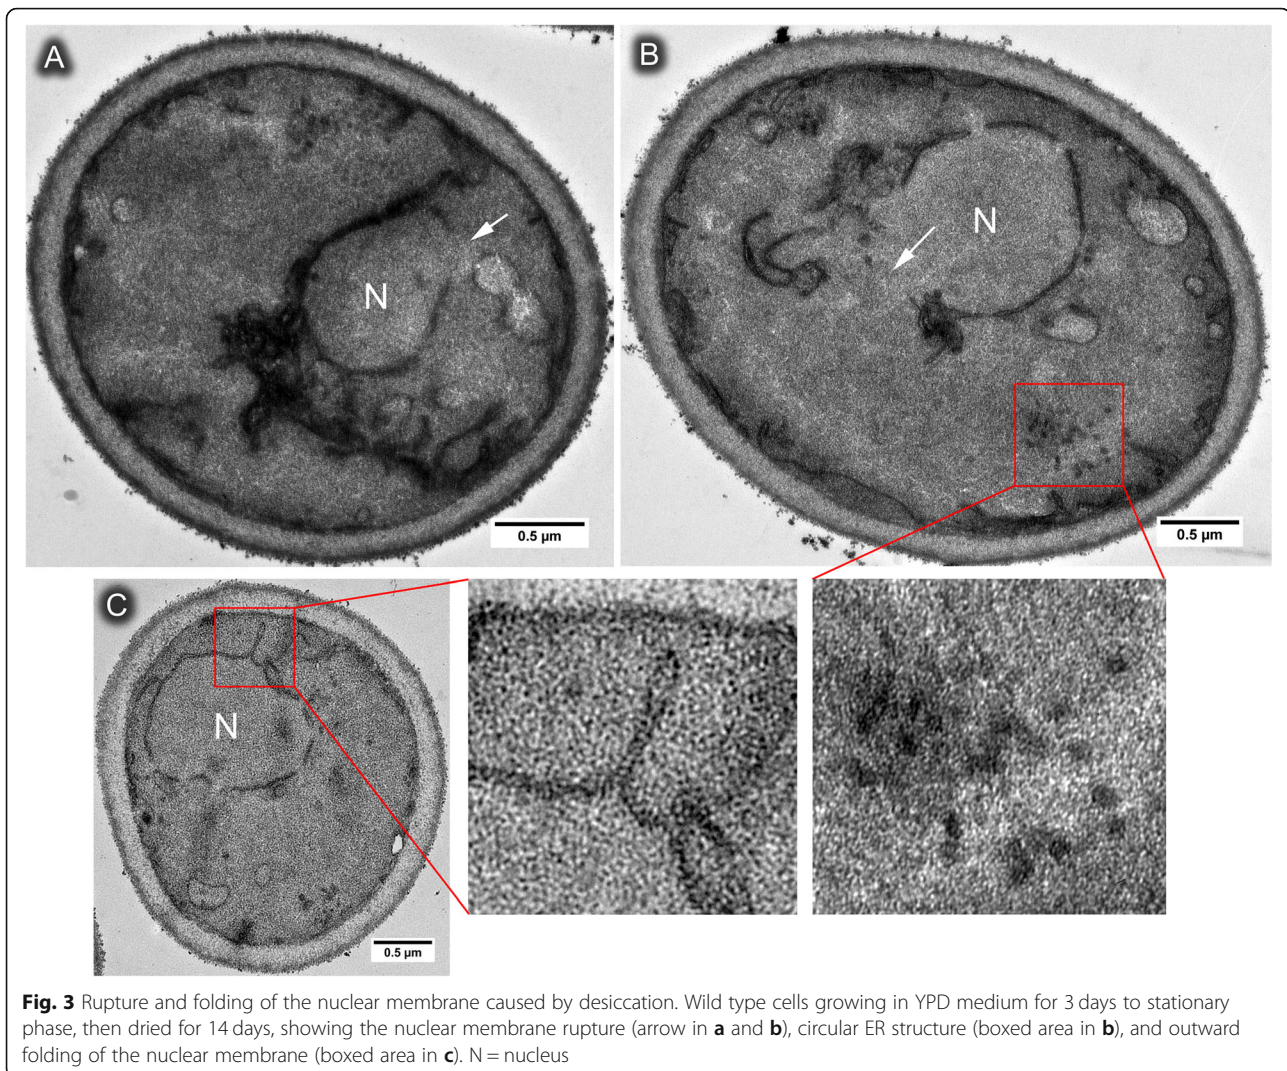 A
B
N
N
0.5 µm
0.5 µm
C
N
0.5 µm
Fig. 3 Rupture and folding of the nuclear membrane caused by desiccation. Wild type cells growing in YPD medium for 3 days to stationary
phase, then dried for 14 days, showing the nuclear membrane rupture (arrow in a and b), circular ER structure (boxed area in b), and outward
folding of the nuclear membrane (boxed area in c). N = nucleus